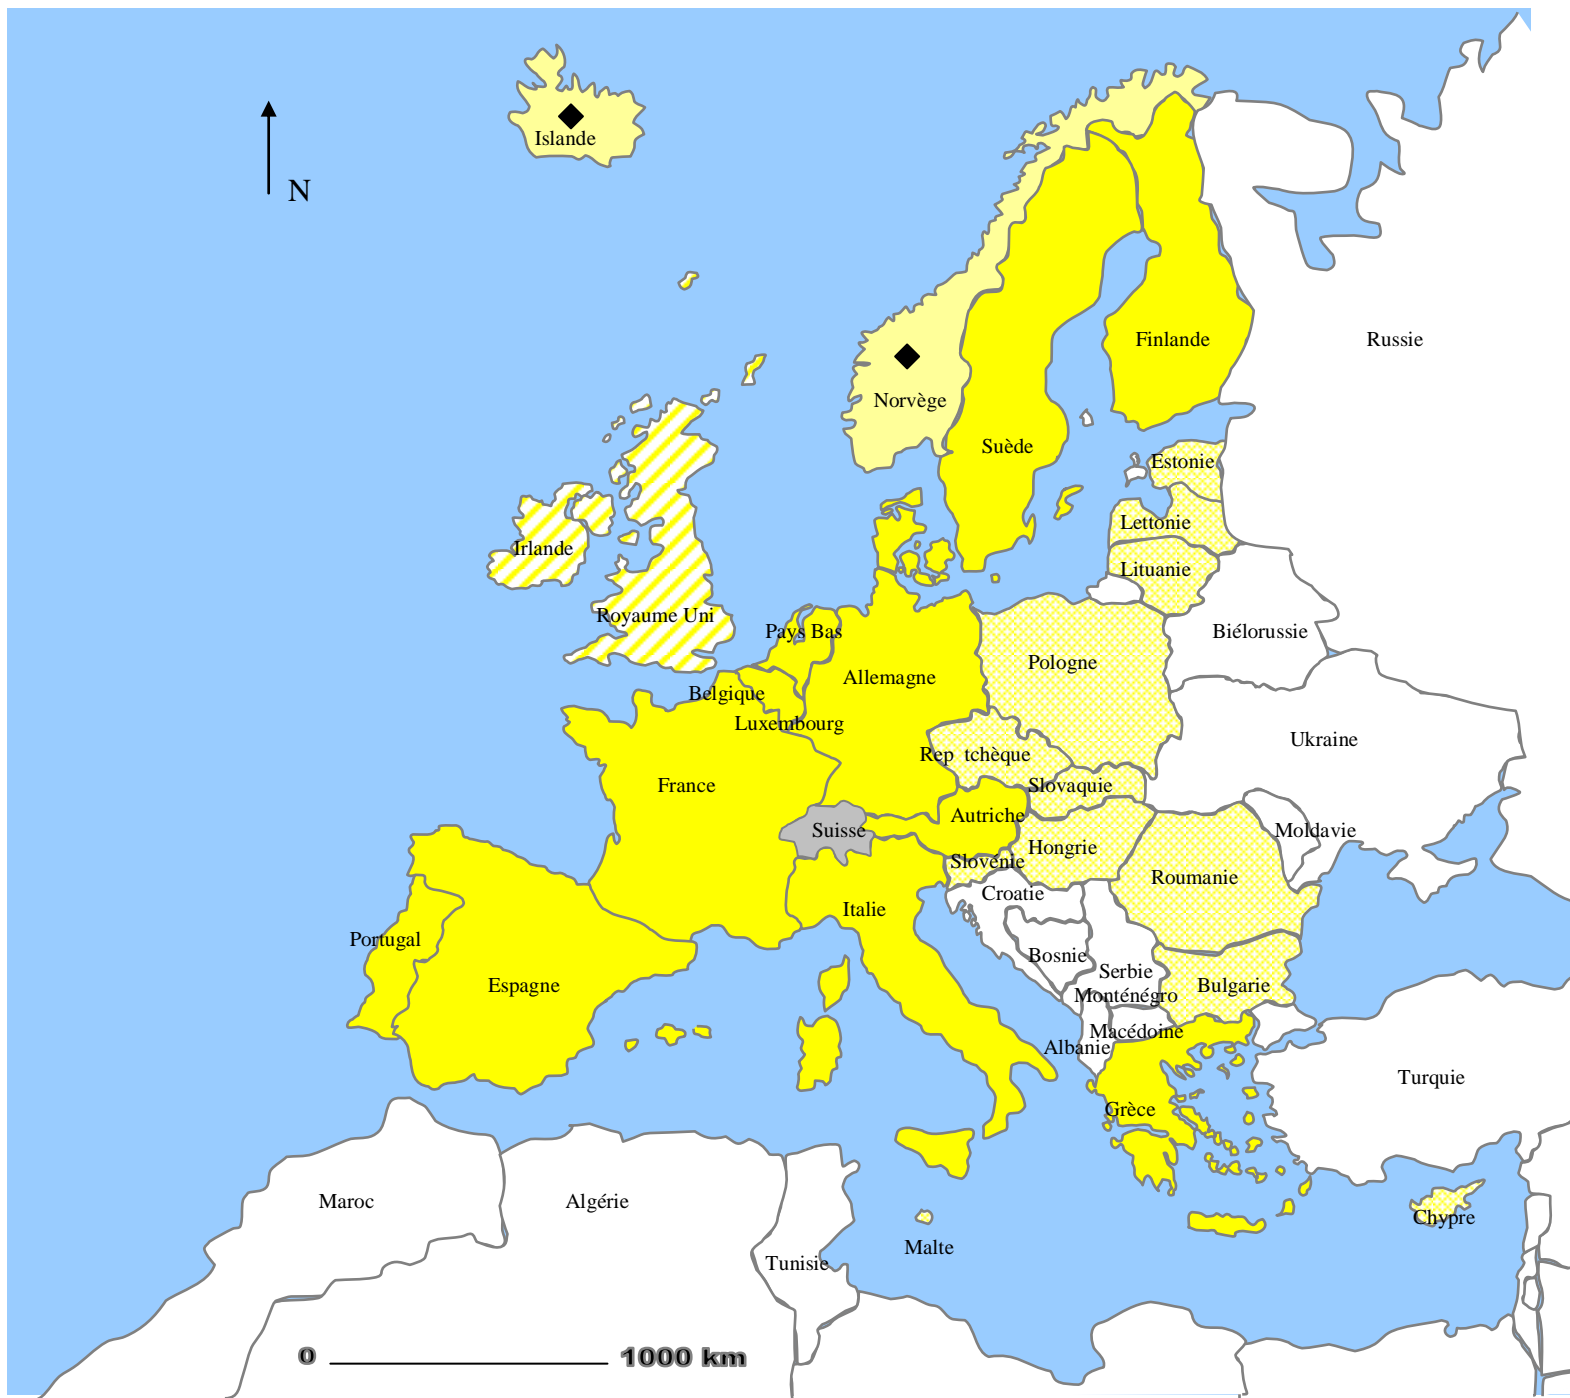 Islande
N
Finlande
Russie
Norvège
Suède
Estonie
Lettonie
Irlande
Lituanie
Royaume Uni
Pays Bas
Biélorussie
Pologne
Allemagne
Belgique
Luxembourg
Ukraine
Rep tchèque
France
Slovaquie
Autriche
Suisse
Moldavie
Hongrie
Slovénie
Roumanie
Croatie
Italie
Portugal
Bosnie
Serbie
Espagne
Bulgarie
Monténégro
Macédoine
Albanie
Turquie
Grèce
Maroc
Algérie
Chypre
Malte
Tunisie
0 1000 km